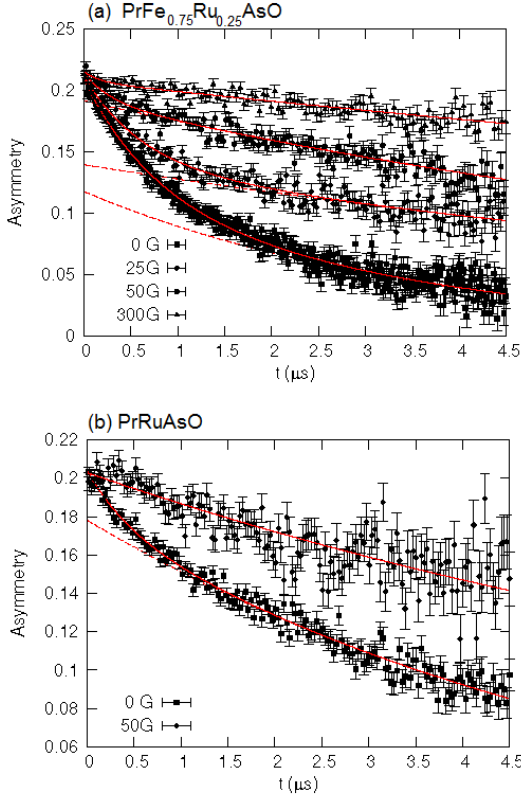 (a) PrFe0.75Ru0.25AsO
0.25
0.2
0.15
0.1
0.05
0
Asymmetry
0 G
25G
50G
300G
0 0.5 1 1.5 2 2.5 3 3.5 4 4.5
t (μs)
(b) PrRuAsO
0.22
0.2
0.18
0.16
0.14
0.12
0.1
0.08
0.06
Asymmetry
0 G
50G
0 0.5 1 1.5 2 2.5 3 3.5 4 4.5
t (μs)